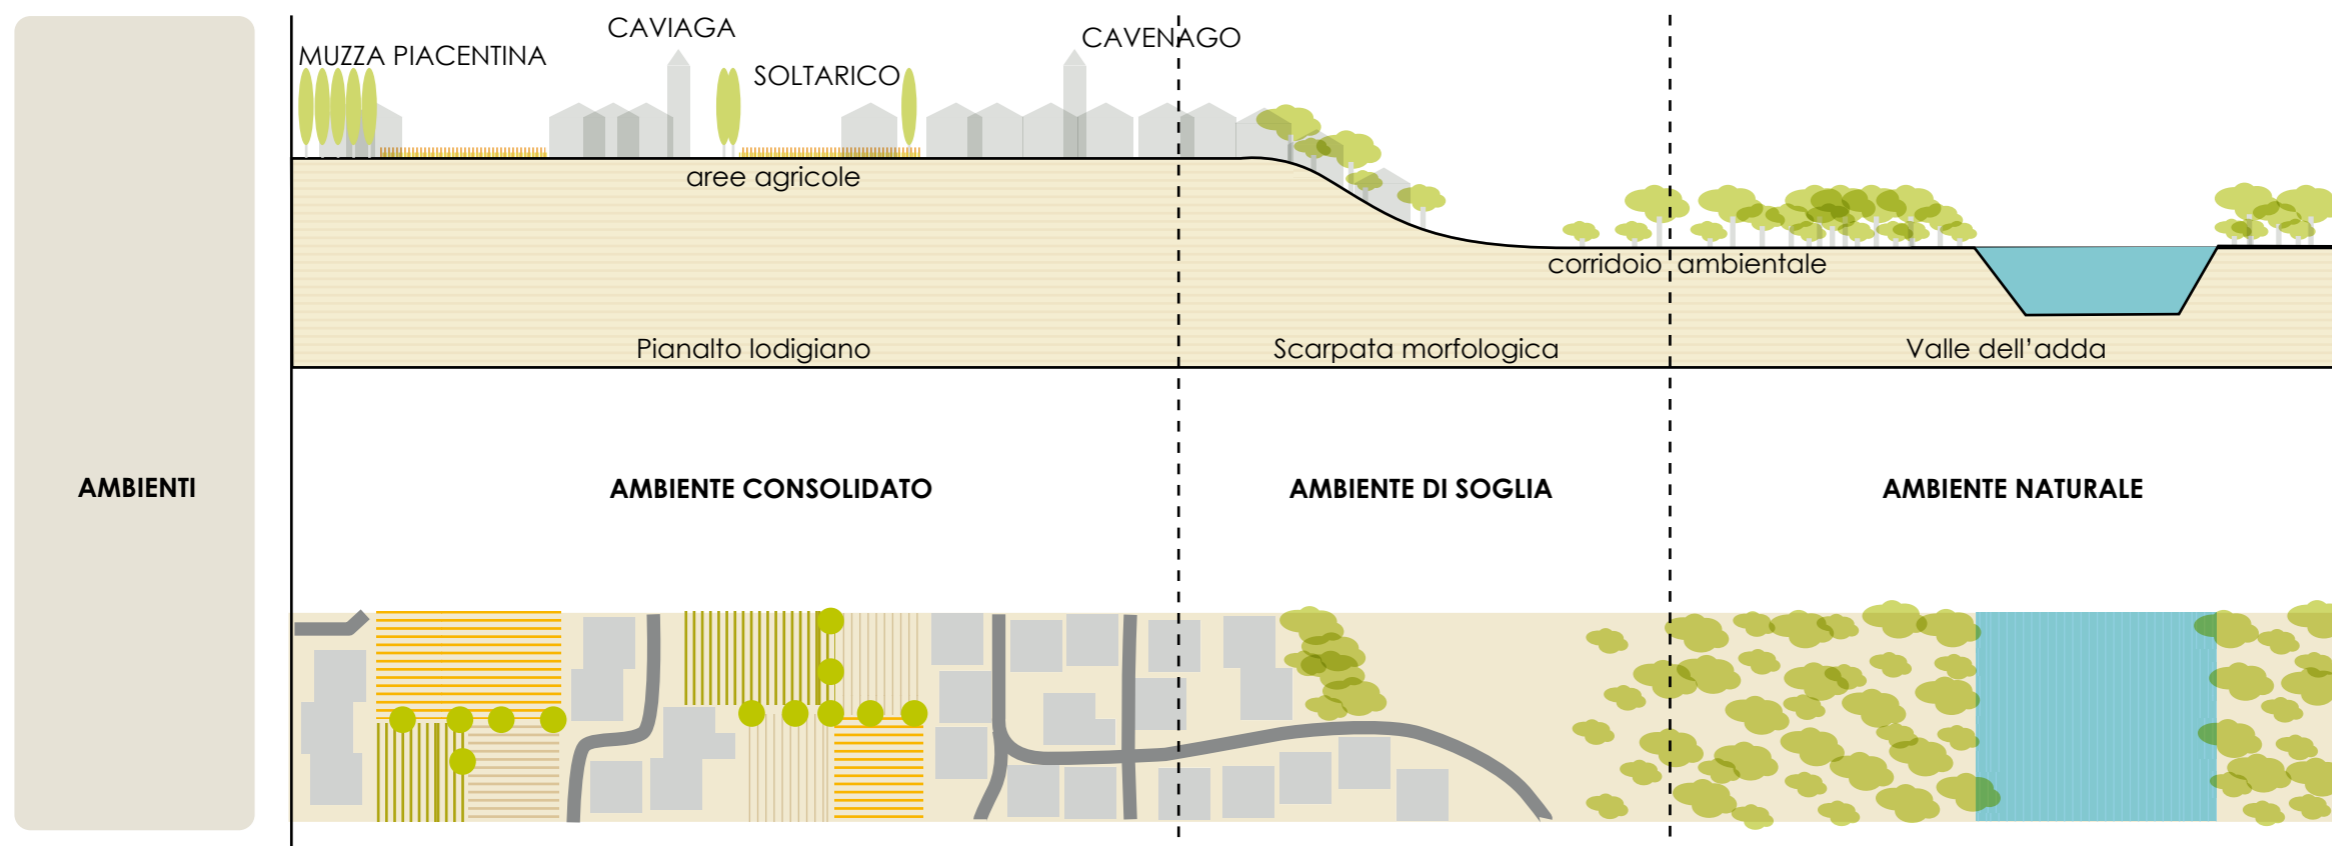 CAVIAGA
CAVENAGO
MUZZA PIACENTINA
SOLTARICO
aree agricole
corridoio ambientale
Pianalto lodigiano
Scarpata morfologica
Valle dell’adda
AMBIENTI
AMBIENTE CONSOLIDATO
AMBIENTE DI SOGLIA
AMBIENTE NATURALE